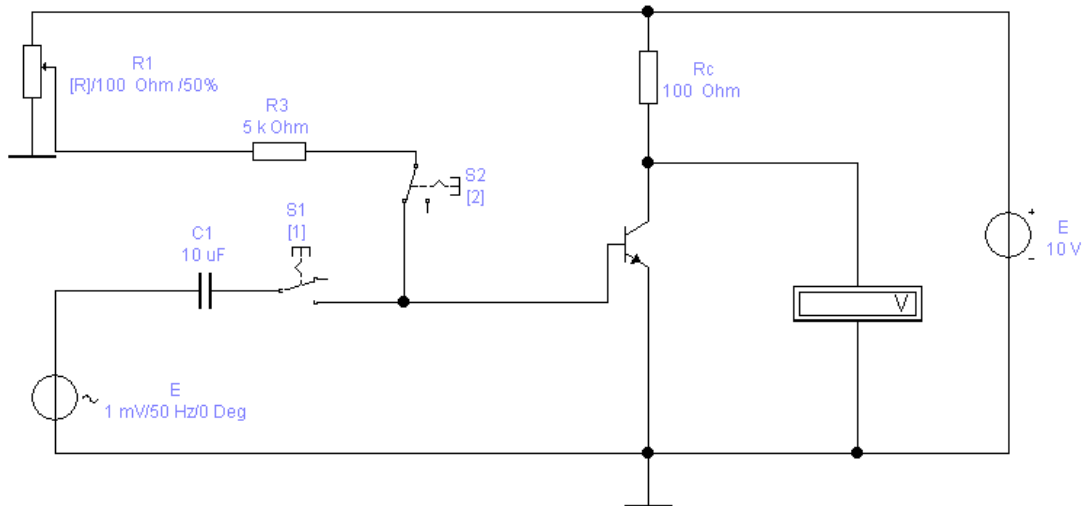 R1
[R]/100 Ohm /50%
R3
5 k Ohm
Rc
100 Ohm
S2
[2]
S1
[1]
C1
10 uF
E
1 mV/50 Hz/0 Deg
V
+
E
10 V
-